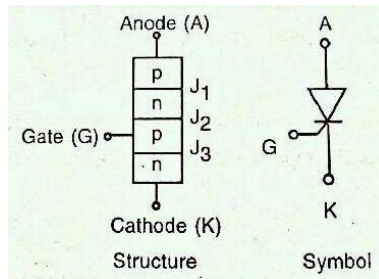 Anode (A)
A
p
J1
n
J2
Gate (G)
p
G
J3
n
K
Cathode (K)
Structure
Symbol